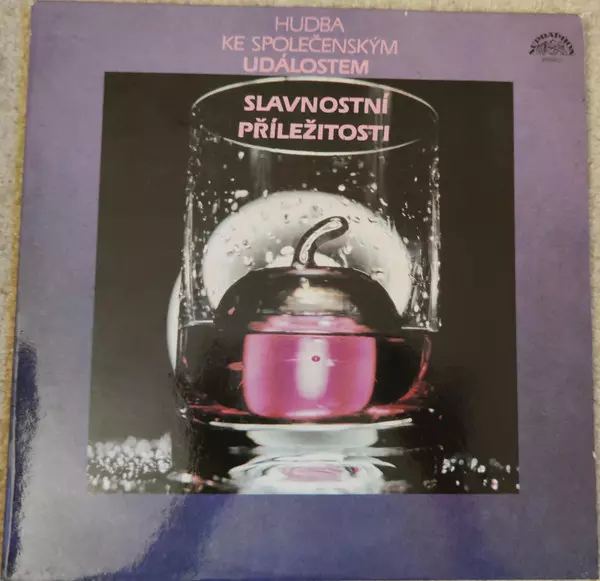 HUDBA
KE SPOLEČENSKÝM
UDÁLOSTEM
SLAVNOSTNÍ
PŘÍLEŽITOSTI
SUPRAPHON